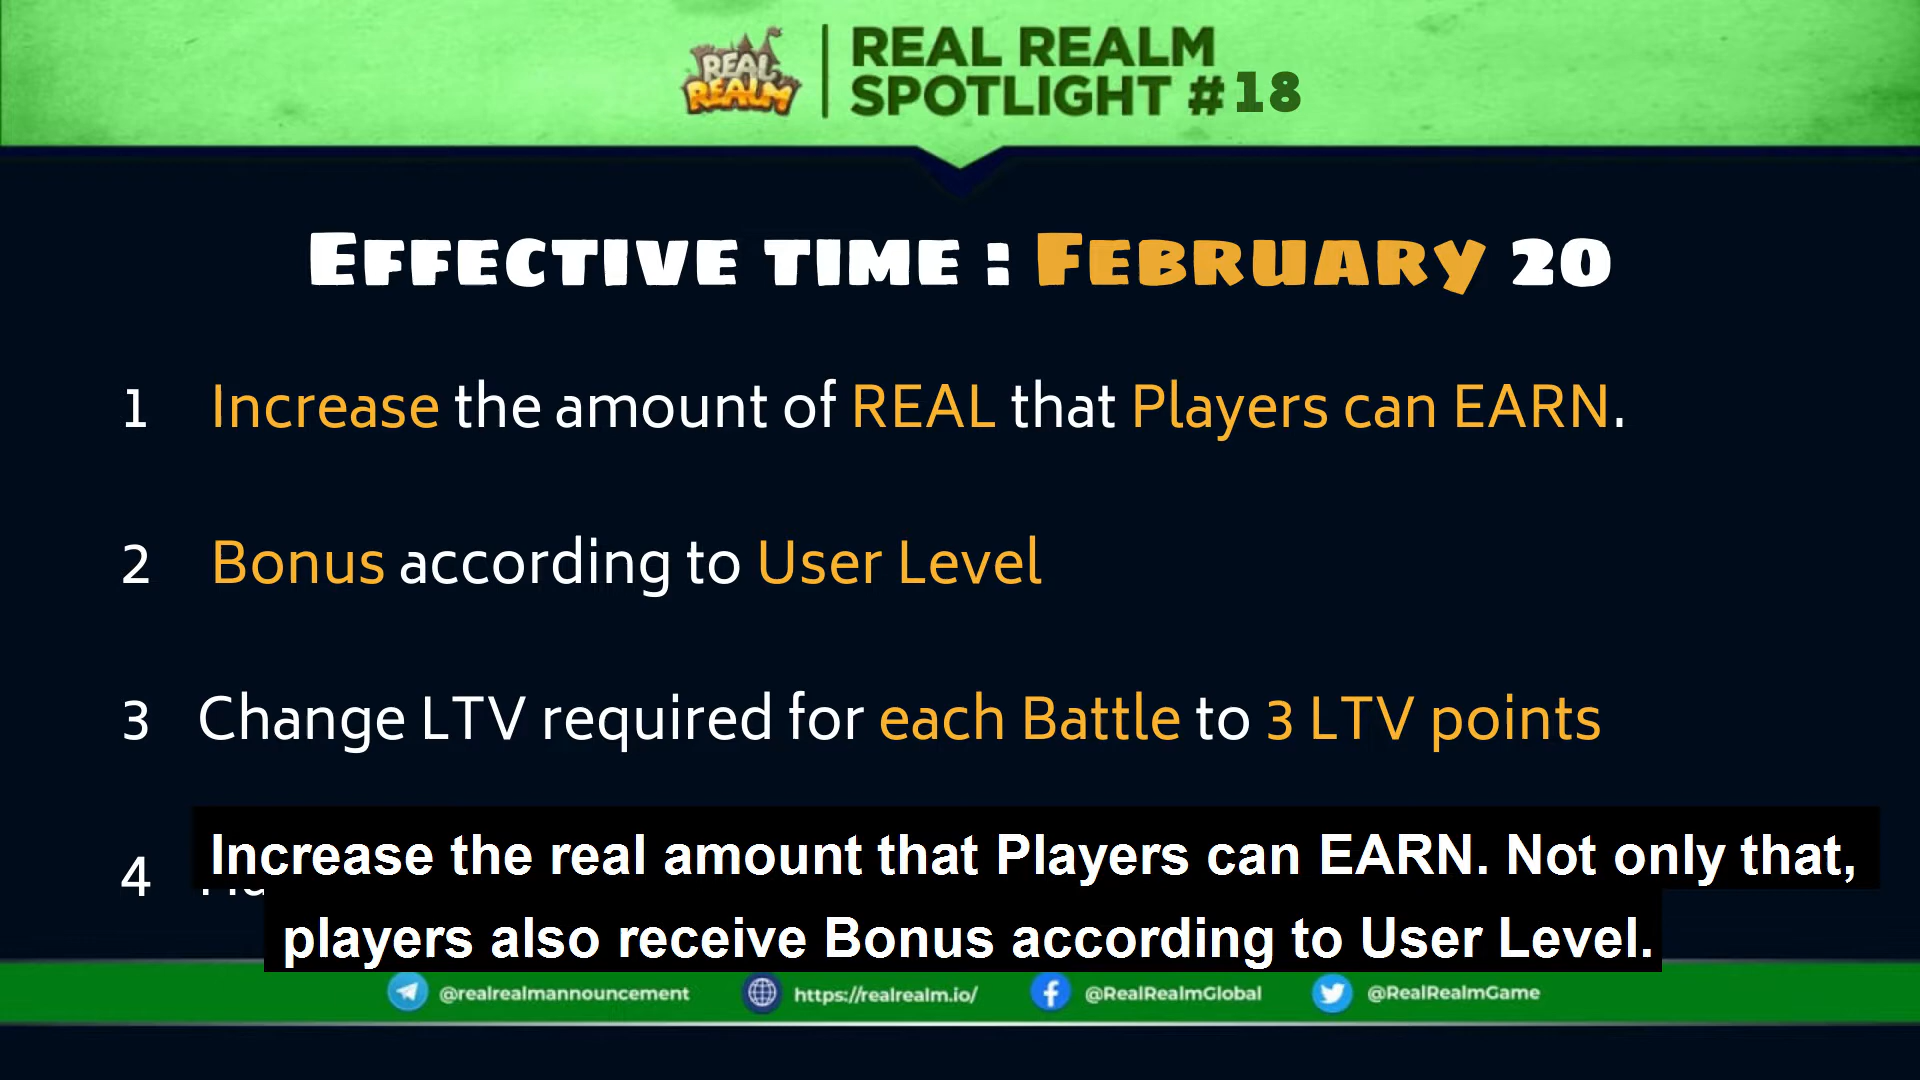 REAL REALM
REAL REALM
SPOTLIGHT #18
EFFECTIVE TIME : FEBRUARY 20
1 Increase the amount of REAL that Players can EARN.
2 Bonus according to User Level
3 Change LTV required for each Battle to 3 LTV points
4
Increase the real amount that Players can EARN. Not only that,
players also receive Bonus according to User Level.
@realrealmannouncement https://realrealm.io/ @RealRealmGlobal @RealRealmGame